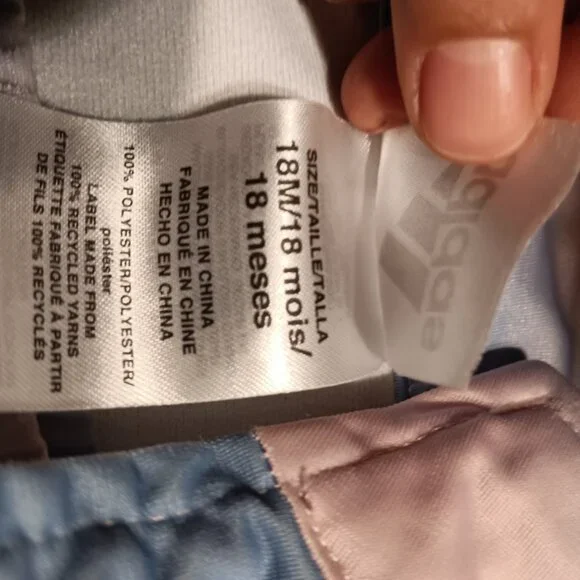 adidas
SIZE/TAILLE/TALLA
18M/18 mois/
18 meses
MADE IN CHINA
FABRIQUÉ EN CHINE
HECHO EN CHINA
100% POLYESTER/POLYESTER/
poliéster
LABEL MADE FROM
100% RECYCLED YARNS
ÉTIQUETTE FABRIQUÉ À PARTIR
DE FILS 100% RECYCLÉS